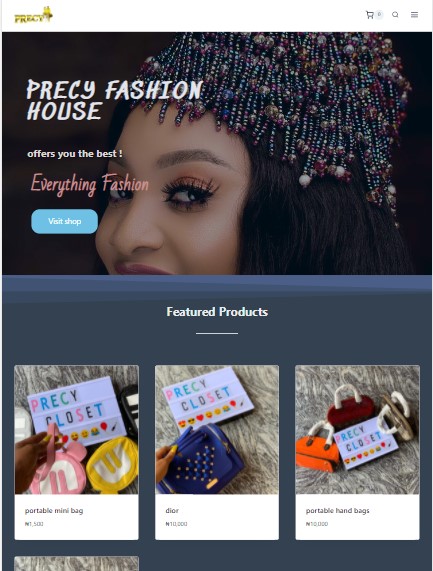 PRECY
0
PRECY FASHION
HOUSE
offers you the best !
Everything Fashion
Visit shop
Featured Products
PRECY
CLOSET
PRECY
CLOSET
PRECY
CLOSET
portable mini bag
₦1,500
dior
₦10,000
portable hand bags
₦10,000